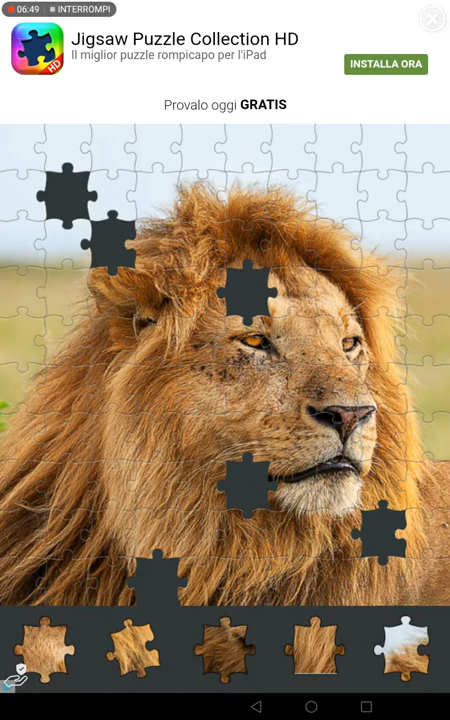 06:49 INTERROMPI
Jigsaw Puzzle Collection HD
Il miglior puzzle rompicapo per l'iPad
HD
INSTALLA ORA
Provalo oggi GRATIS